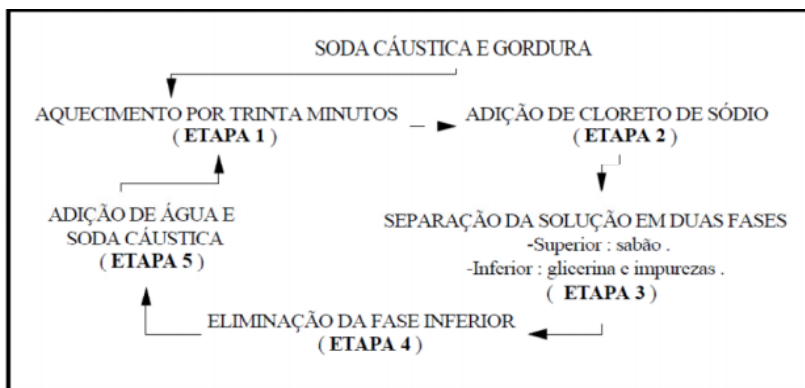 SODA CÁUSTICA E GORDURA
AQUECIMENTO POR TRINTA MINUTOS
( ETAPA 1 )
ADIÇÃO DE CLORETO DE SÓDIO
( ETAPA 2 )
SEPARAÇÃO DA SOLUÇÃO EM DUAS FASES
-Superior : sabão .
-Inferior : glicerina e impurezas .
( ETAPA 3 )
ELIMINAÇÃO DA FASE INFERIOR
( ETAPA 4 )
ADIÇÃO DE ÁGUA E
SODA CÁUSTICA
( ETAPA 5 )